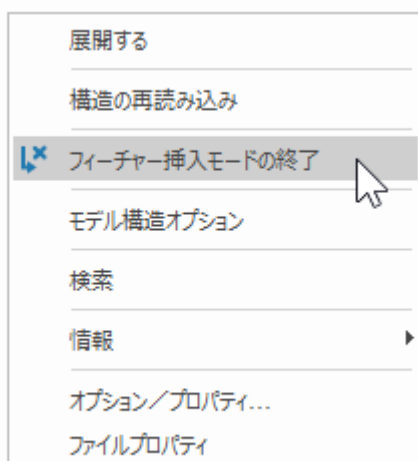 展開する
構造の再読み込み
フィーチャー挿入モードの終了
モデル構造オプション
検索
情報
オプション／プロパティ...
ファイルプロパティ